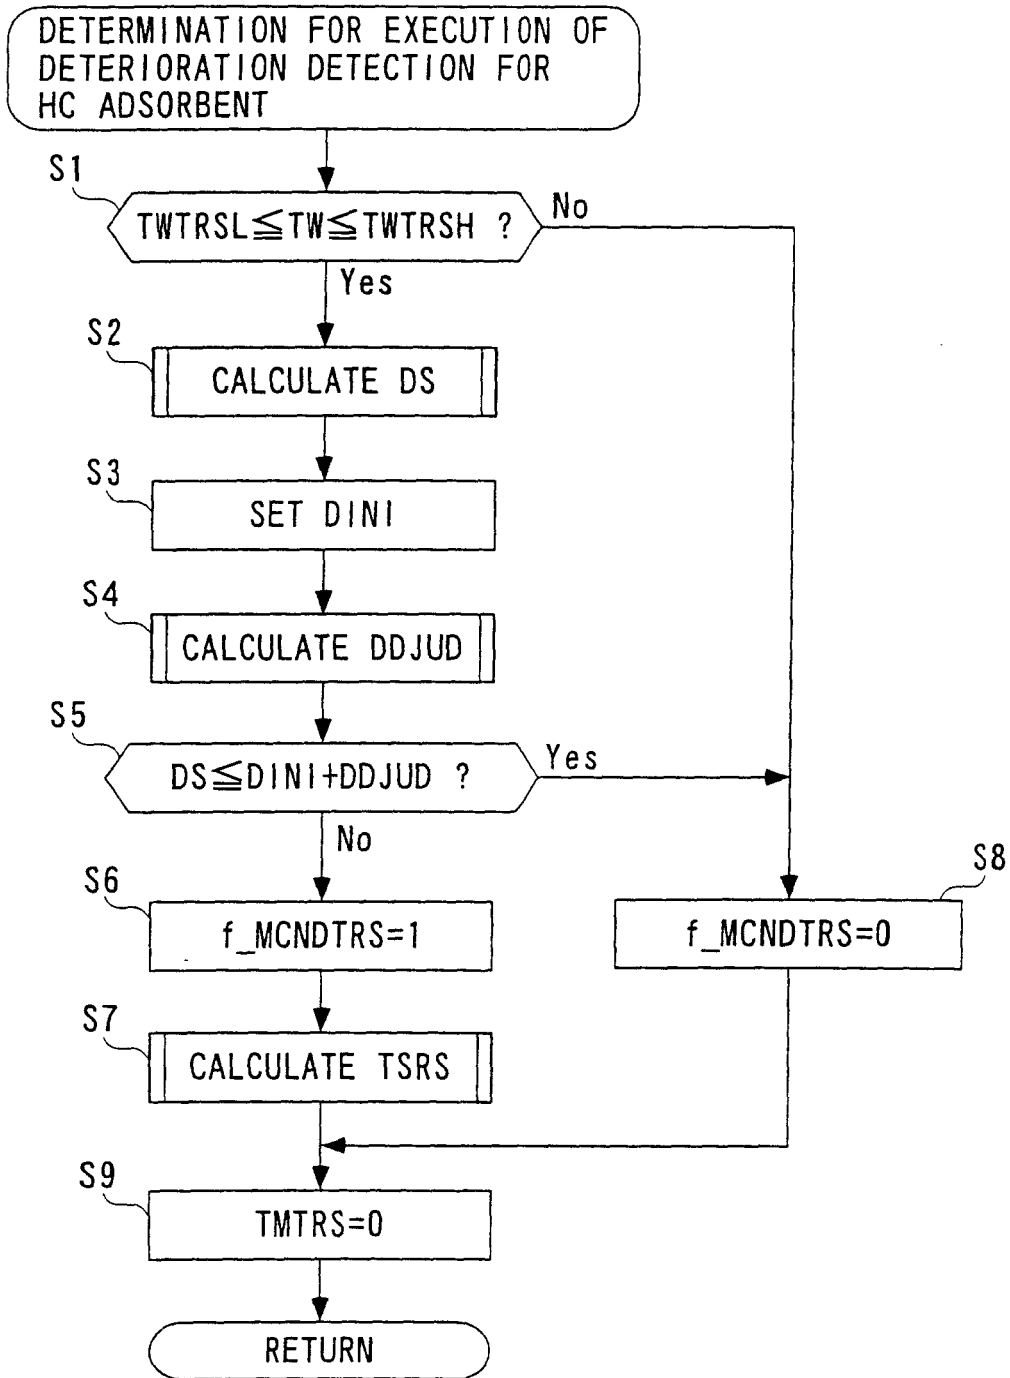 DETERMINATION FOR EXECUTION OF
DETERIORATION DETECTION FOR
HC ADSORBENT
S1
TWTRSL≦TW≦TWTRSH ?
No
Yes
S2
CALCULATE DS
S3
SET DINI
S4
CALCULATE DDJUD
S5
DS≦DINI+DDJUD ?
Yes
No
S6
f_MCNDTRS=1
S8
f_MCNDTRS=0
S7
CALCULATE TSRS
S9
TMTRS=0
RETURN